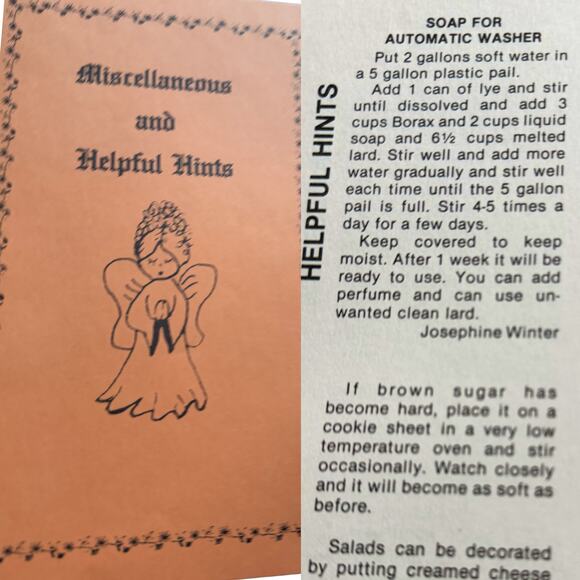 Miscellaneous
and
Helpful Hints
HELPFUL HINTS
SOAP FOR
AUTOMATIC WASHER
Put 2 gallons soft water in
a 5 gallon plastic pail.
Add 1 can of lye and stir
until dissolved and add 3
cups Borax and 2 cups liquid
soap and 6½ cups melted
lard. Stir well and add more
water gradually and stir well
each time until the 5 gallon
pail is full. Stir 4-5 times a
day for a few days.
Keep covered to keep
moist. After 1 week it will be
ready to use. You can add
perfume and can use un-
wanted clean lard.
Josephine Winter
If brown sugar has
become hard, place it on a
cookie sheet in a very low
temperature oven and stir
occasionally. Watch closely
and it will become as soft as
before.
Salads can be decorated
by putting creamed cheese